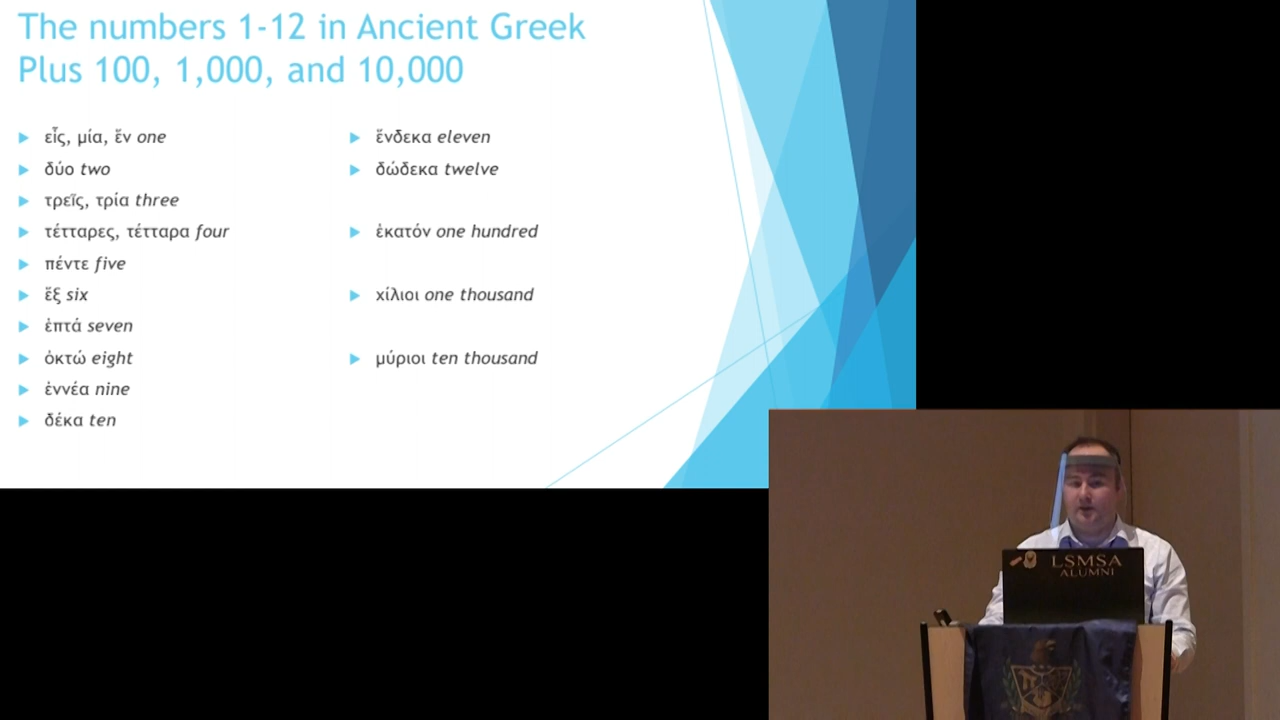 The numbers 1-12 in Ancient Greek
Plus 100, 1,000, and 10,000
εἷς, μία, ἕν one
δύο two
τρεῖς, τρία three
τέτταρες, τέτταρα four
πέντε five
ἕξ six
ἑπτά seven
ὀκτώ eight
ἐννέα nine
δέκα ten
ἕνδεκα eleven
δώδεκα twelve
ἑκατόν one hundred
χίλιοι one thousand
μύριοι ten thousand
LSMSA
ALUMNI